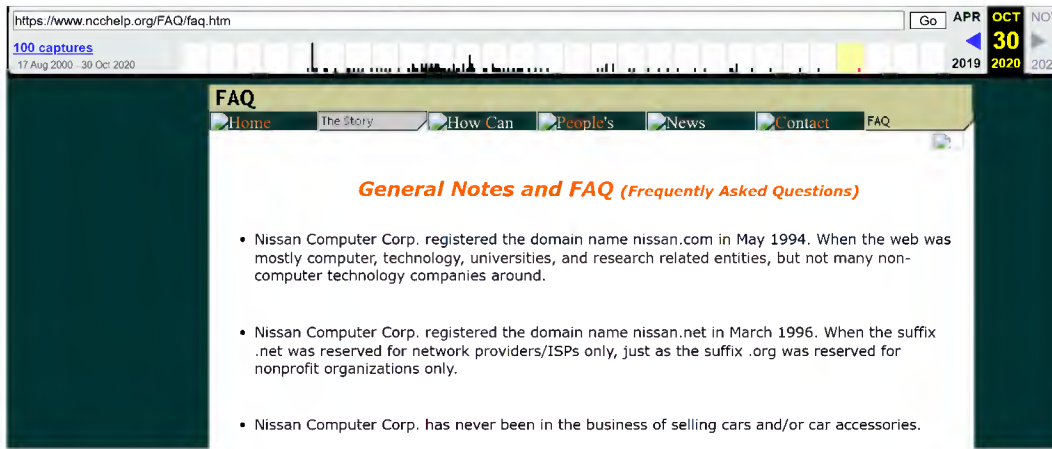 https://www.ncchelp.org/FAQ/faq.htm
Go
APR OCT NO
100 captures
30
17 Aug 2000 - 30 Oct 2020
2019 2020 202
FAQ
Home The Story How Can People's News Contact FAQ
General Notes and FAQ (Frequently Asked Questions)
• Nissan Computer Corp. registered the domain name nissan.com in May 1994. When the web was
mostly computer, technology, universities, and research related entities, but not many non-
computer technology companies around.
• Nissan Computer Corp. registered the domain name nissan.net in March 1996. When the suffix
.net was reserved for network providers/ISPs only, just as the suffix .org was reserved for
nonprofit organizations only.
• Nissan Computer Corp. has never been in the business of selling cars and/or car accessories.